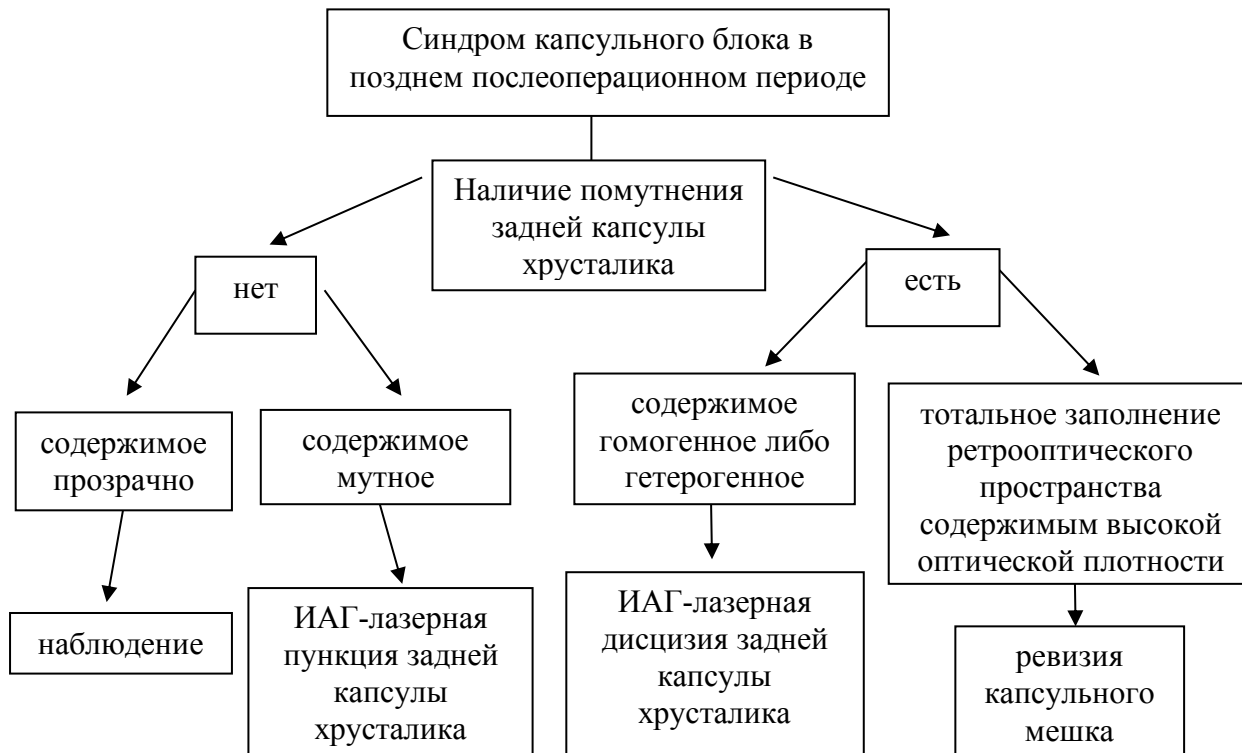 Синдром капсульного блока в
позднем послеоперационном периоде
Наличие помутнения
задней капсулы
хрусталика
нет
есть
содержимое
прозрачно
содержимое
мутное
содержимое
гомогенное либо
гетерогенное
тотальное заполнение
ретрооптического
пространства
содержимым высокой
оптической плотности
наблюдение
ИАГ-лазерная
пункция задней
капсулы
хрусталика
ИАГ-лазерная
дисцизия задней
капсулы
хрусталика
ревизия
капсульного
мешка